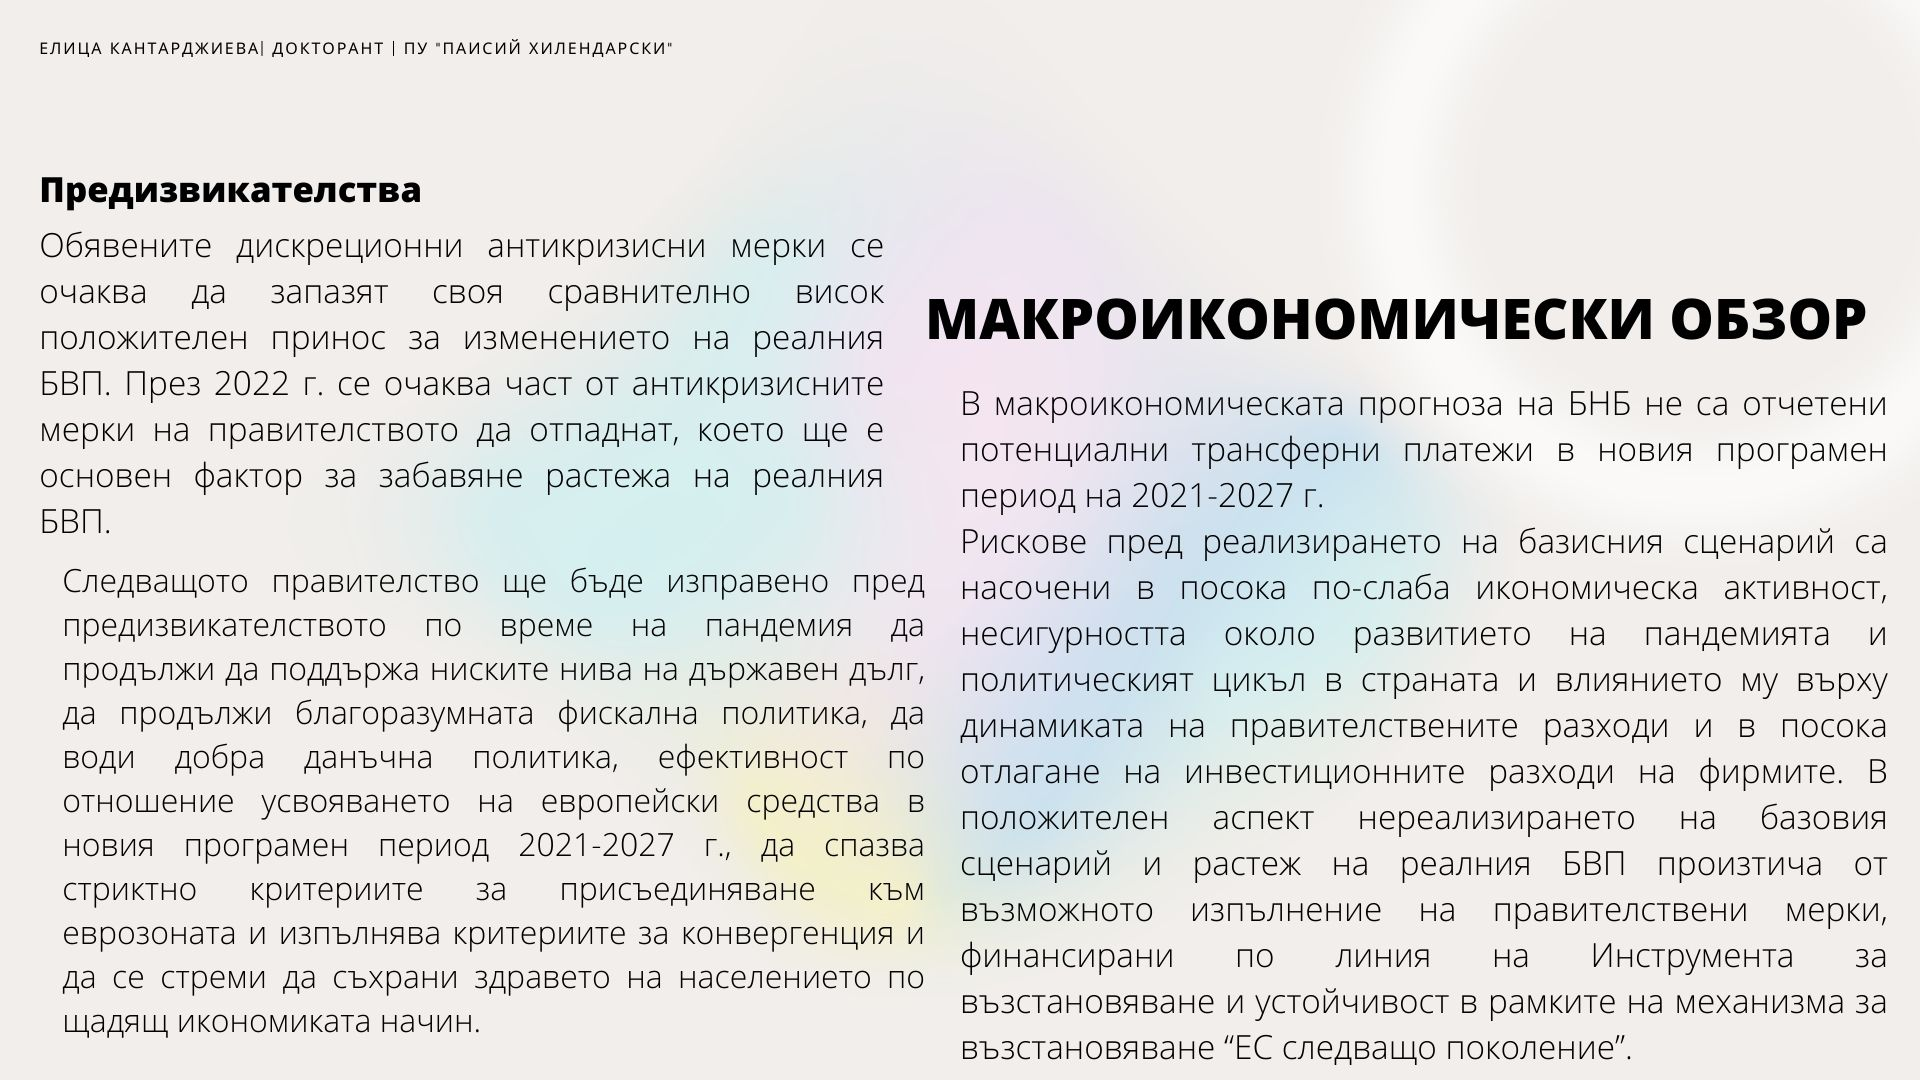 ЕЛИЦА КАНТАРДЖИЕВА| ДОКТОРАНТ | ПУ "ПАИСИЙ ХИЛЕНДАРСКИ"
Предизвикателства
Обявените дискреционни антикризисни мерки се
очаква да запазят своя сравнително висок
положителен принос за изменението на реалния
БВП. През 2022 г. се очаква част от антикризисните
мерки на правителството да отпаднат, което ще е
основен фактор за забавяне растежа на реалния
БВП.
Следващото правителство ще бъде изправено пред
предизвикателството по време на пандемия да
продължи да поддържа ниските нива на държавен дълг,
да продължи благоразумната фискална политика, да
води добра данъчна политика, ефективност по
отношение усвояването на европейски средства в
новия програмен период 2021-2027 г., да спазва
стриктно критериите за присъединяване към
еврозоната и изпълнява критериите за конвергенция и
да се стреми да съхрани здравето на населението по
щадящ икономиката начин.
МАКРОИКОНОМИЧЕСКИ ОБЗОР
В макроикономическата прогноза на БНБ не са отчетени
потенциални трансферни платежи в новия програмен
период на 2021-2027 г.
Рискове пред реализирането на базисния сценарий са
насочени в посока по-слаба икономическа активност,
несигурността около развитието на пандемията и
политическият цикъл в страната и влиянието му върху
динамиката на правителствените разходи и в посока
отлагане на инвестиционните разходи на фирмите. В
положителен аспект нереализирането на базовия
сценарий и растеж на реалния БВП произтича от
възможното изпълнение на правителствени мерки,
финансирани по линия на Инструмента за
възстановяване и устойчивост в рамките на механизма за
възстановяване “ЕС следващо поколение”.